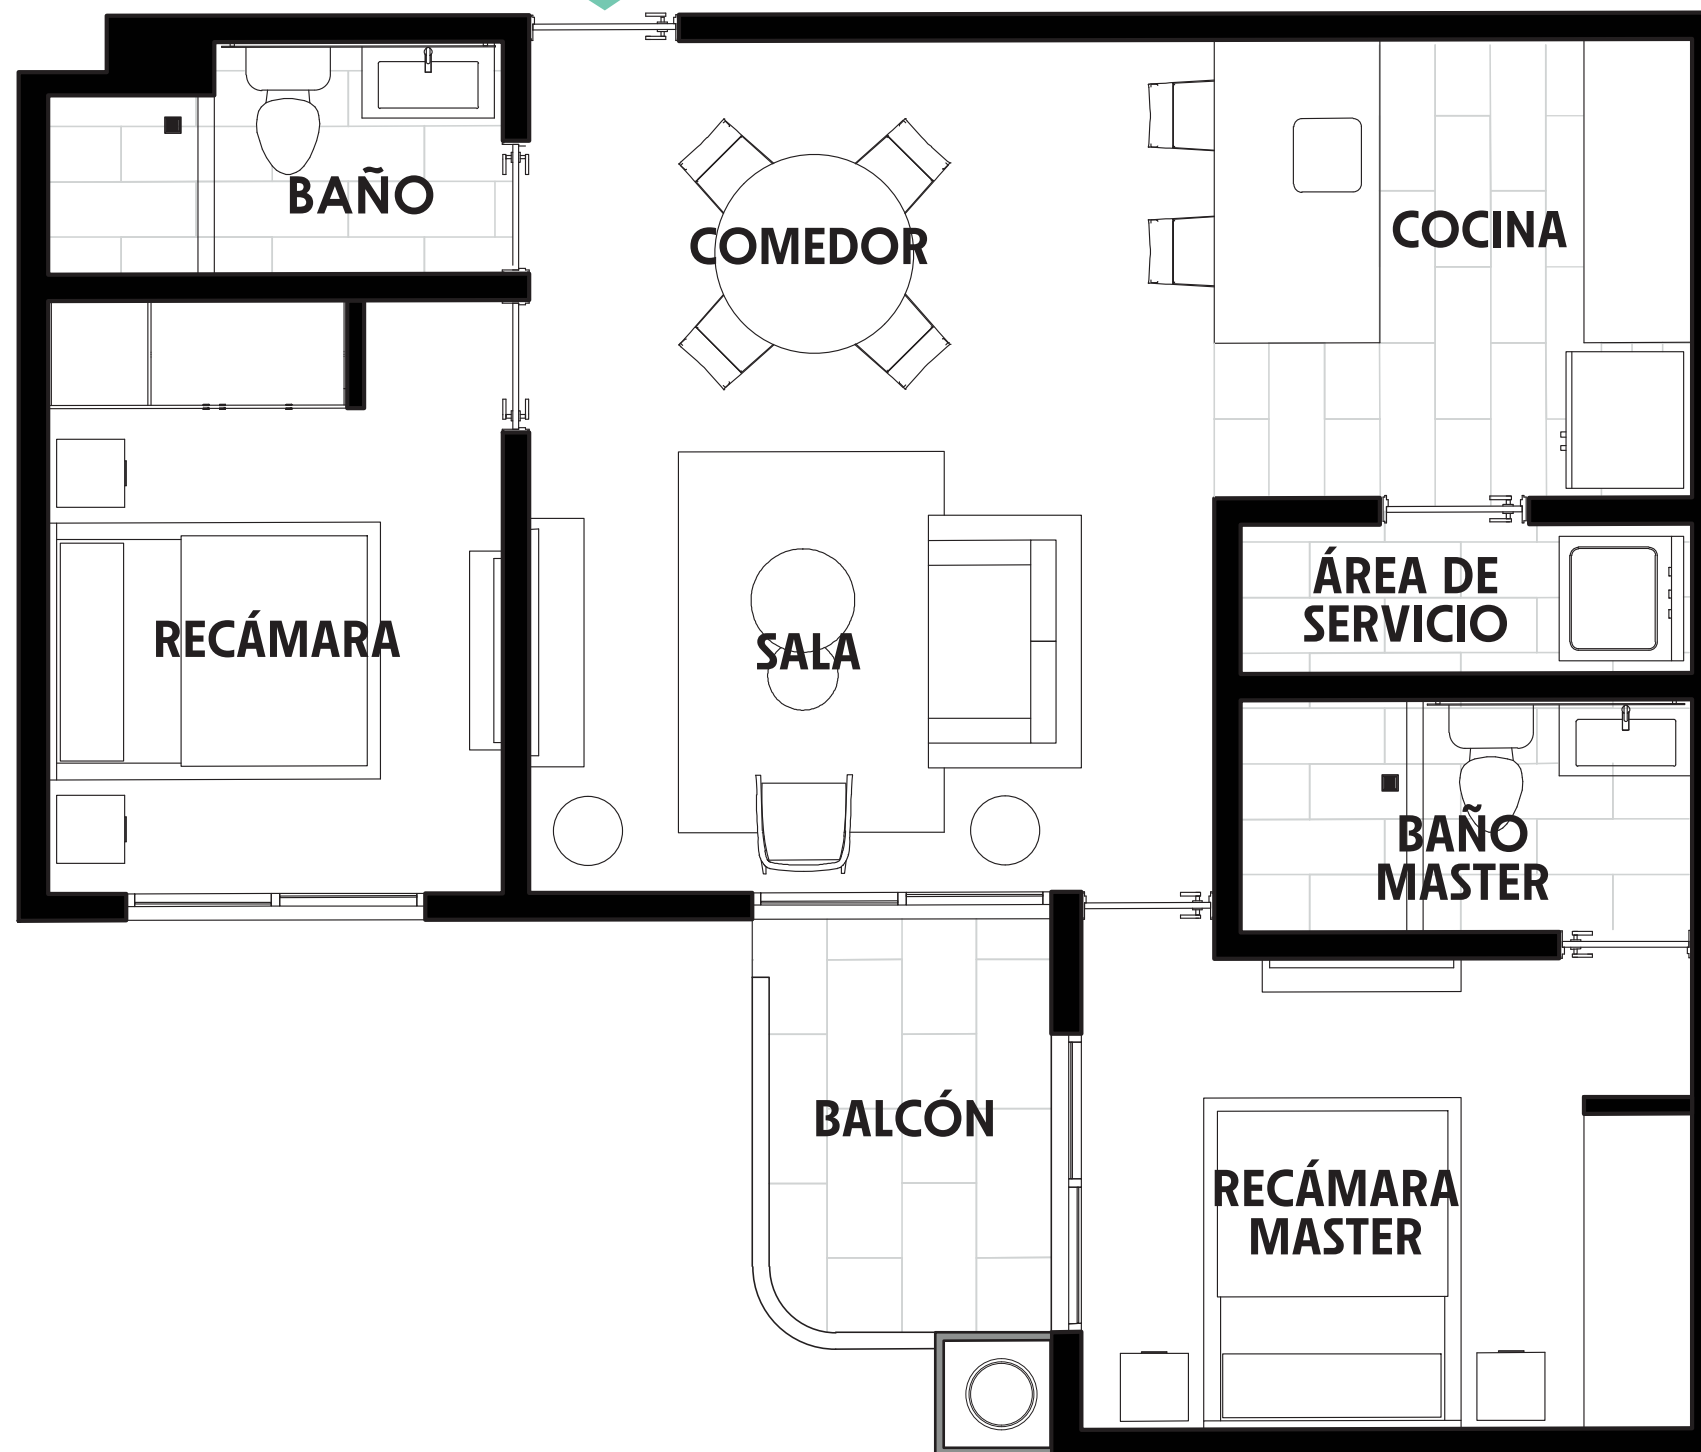 BAÑO
COMEDOR
COCINA
RECÁMARA
SALA
ÁREA DE
SERVICIO
BAÑO
MASTER
BALCÓN
RECÁMARA
MASTER